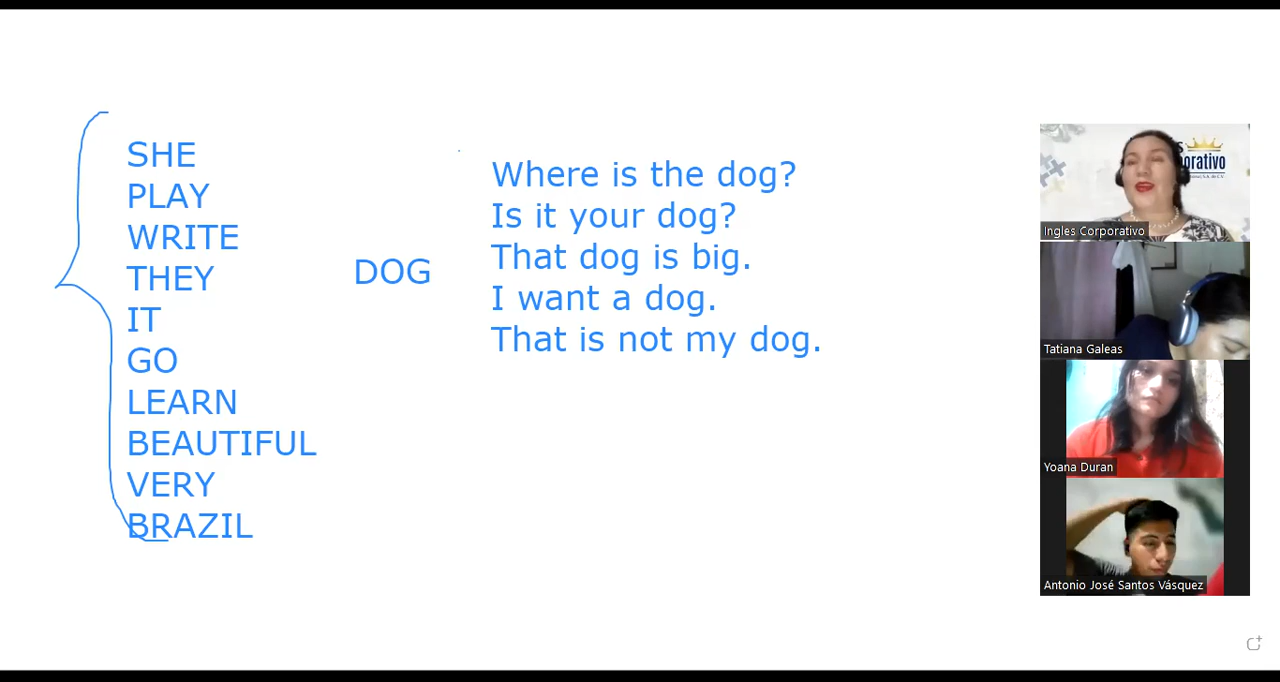 SHE
PLAY
WRITE
THEY
IT
GO
LEARN
BEAUTIFUL
VERY
BRAZIL
DOG
Where is the dog?
Is it your dog?
That dog is big.
I want a dog.
That is not my dog.
Ingles Corporativo
Tatiana Galeas
Yoana Duran
Antonio José Santos Vásquez